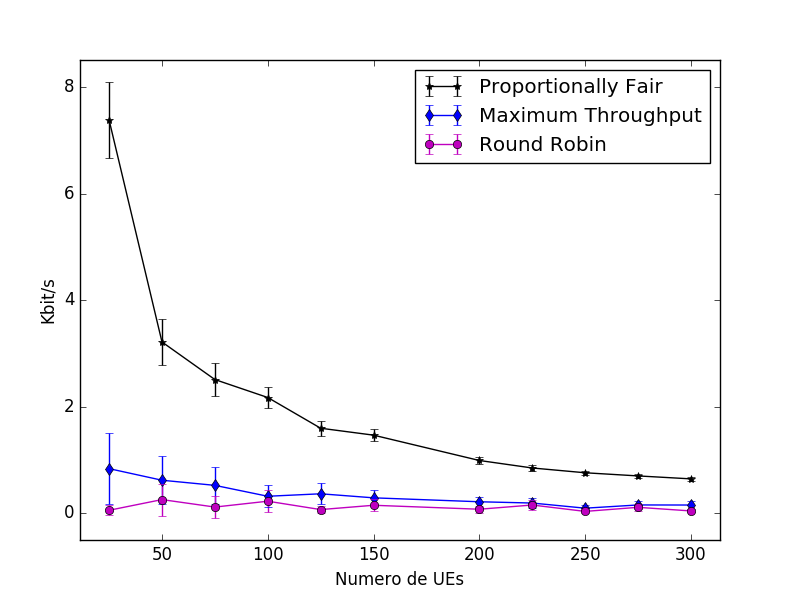 Proportionally Fair
Maximum Throughput
Round Robin
8
6
4
2
0
Kbit/s
50 100 150 200 250 300
Numero de UEs